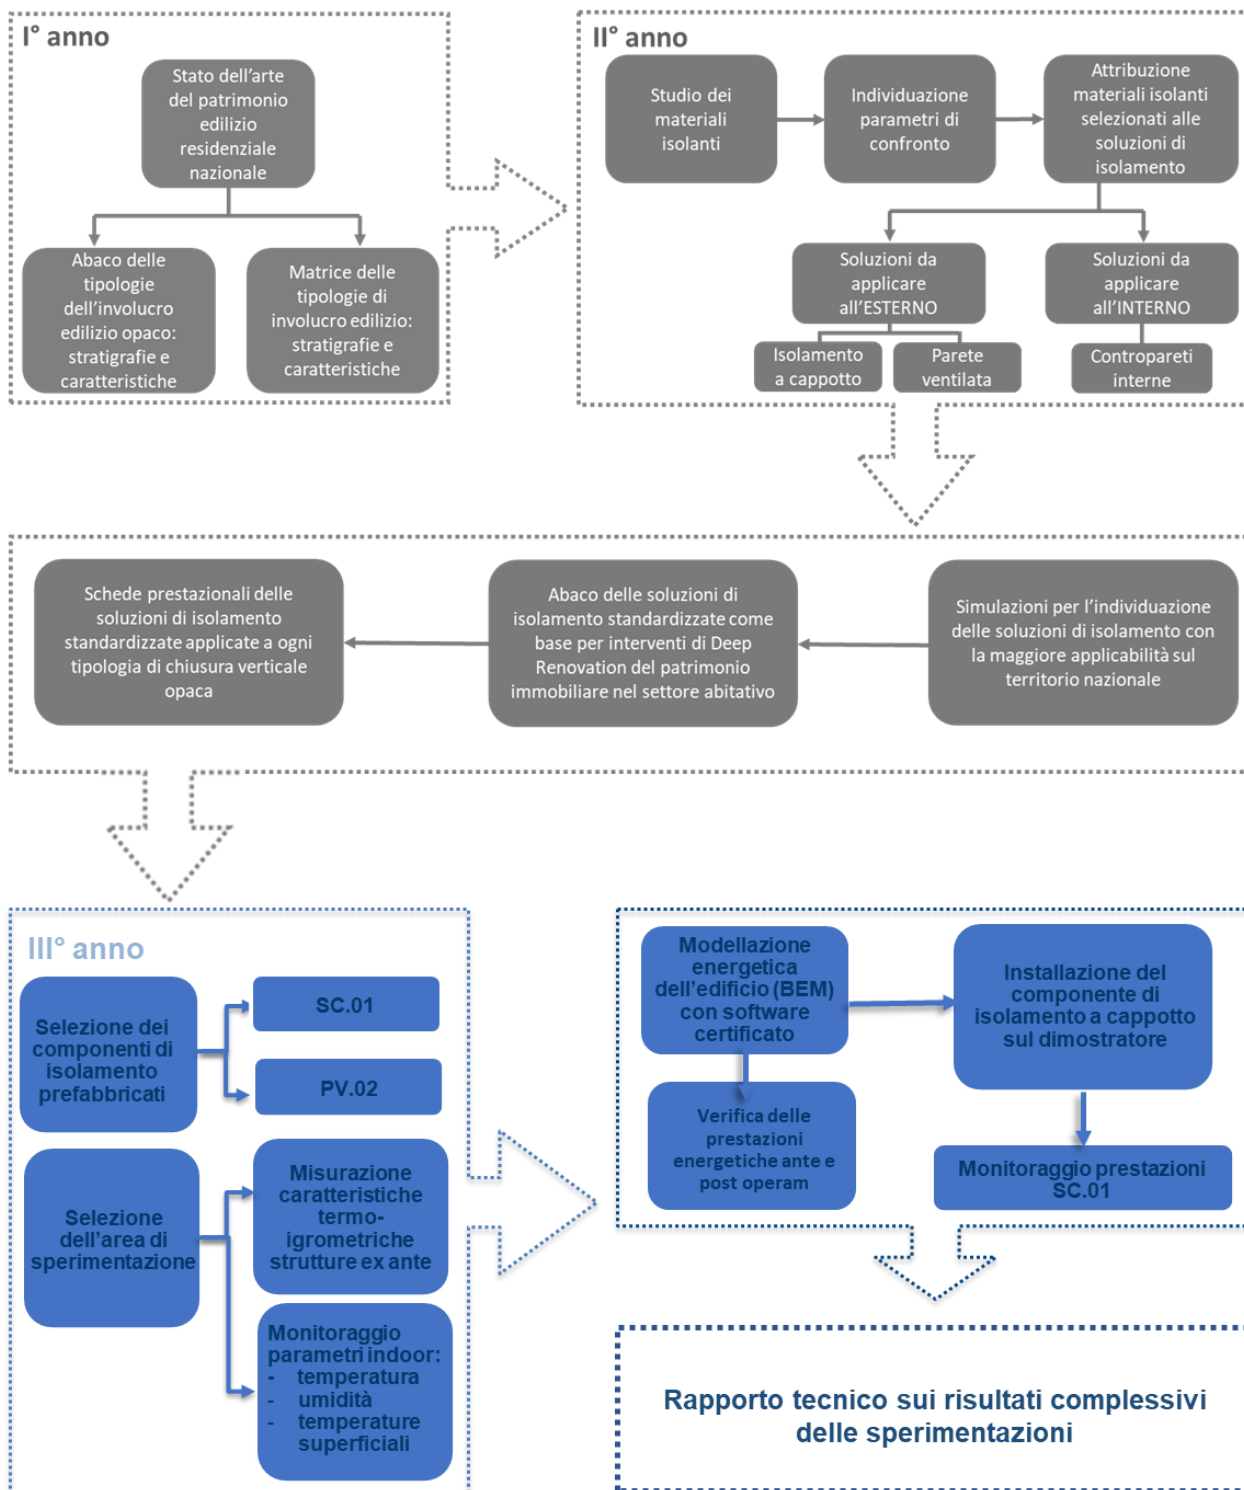 I° anno
Stato dell'arte
del patrimonio
edilizio
residenziale
nazionale
Abaco delle
tipologie
dell'involucro
edilizio opaco:
stratigrafie e
caratteristiche
Matrice delle
tipologie di
involucro edilizio:
stratigrafie e
caratteristiche
II° anno
Studio dei
materiali
isolanti
Individuazione
parametri di
confronto
Attribuzione
materiali isolanti
selezionati alle
soluzioni di
isolamento
Soluzioni da
applicare
all'ESTERNO
Soluzioni da
applicare
all'INTERNO
Isolamento
a cappotto
Parete
ventilata
Contropareti
interne
Schede prestazionali delle
soluzioni di isolamento
standardizzate applicate a ogni
tipologia di chiusura verticale
opaca
Abaco delle soluzioni di
isolamento standardizzate come
base per interventi di Deep
Renovation del patrimonio
immobiliare nel settore abitativo
Simulazioni per l'individuazione
delle soluzioni di isolamento con
la maggiore applicabilità sul
territorio nazionale
III° anno
Selezione dei
componenti di
isolamento
prefabbricati
SC.01
PV.02
Selezione
dell'area di
sperimentazione
Misurazione
caratteristiche
termo-
igrometriche
strutture ex ante
Monitoraggio
parametri indoor:
- temperatura
- umidità
- temperature
superficiali
Modellazione
energetica
dell'edificio (BEM)
con software
certificato
Installazione del
componente di
isolamento a cappotto
sul dimostratore
Verifica delle
prestazioni
energetiche ante e
post operam
Monitoraggio prestazioni
SC.01
Rapporto tecnico sui risultati complessivi
delle sperimentazioni